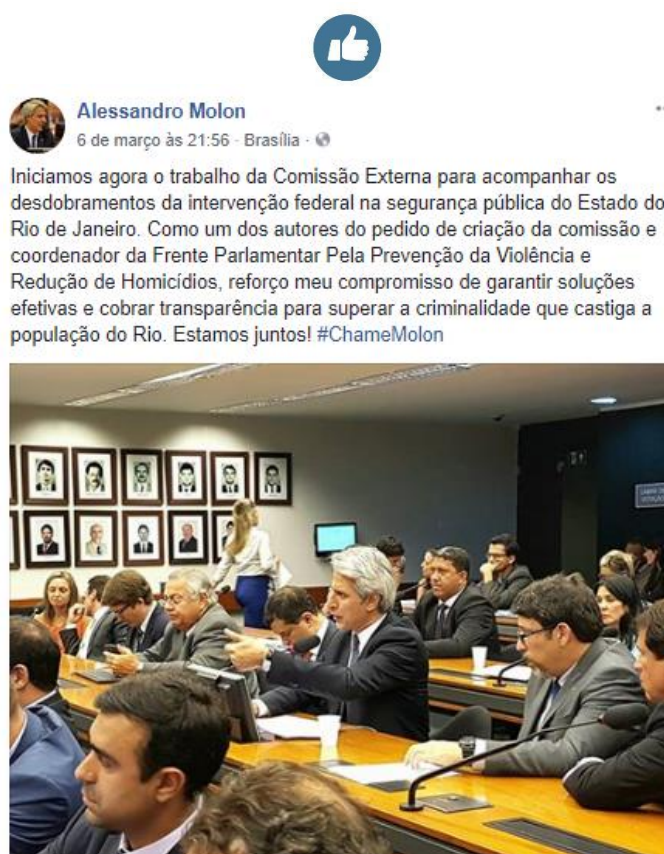 Alessandro Molon
6 de março às 21:56 · Brasília ·
Iniciamos agora o trabalho da Comissão Externa para acompanhar os
desdobramentos da intervenção federal na segurança pública do Estado do
Rio de Janeiro. Como um dos autores do pedido de criação da comissão e
coordenador da Frente Parlamentar Pela Prevenção da Violência e
Redução de Homicídios, reforço meu compromisso de garantir soluções
efetivas e cobrar transparência para superar a criminalidade que castiga a
população do Rio. Estamos juntos! #ChameMolon